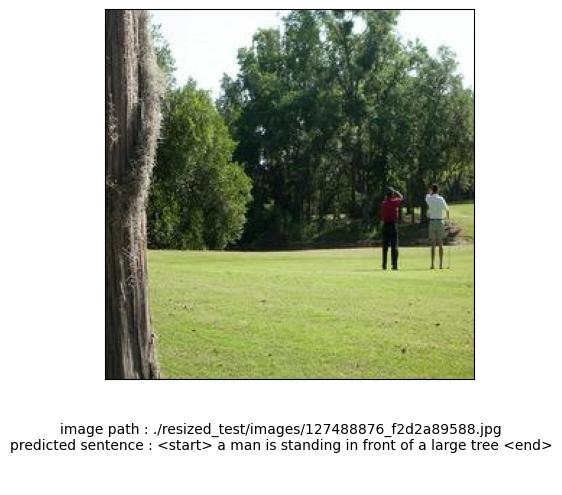 image path : ./resized_test/images/127488876_f2d2a89588.jpg
predicted sentence : <start> a man is standing in front of a large tree <end>